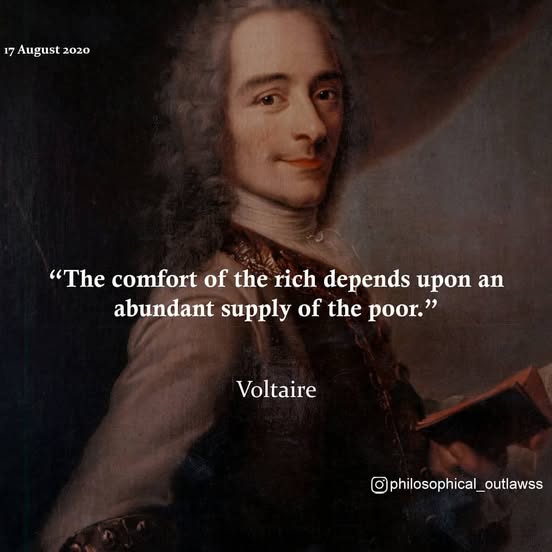 17 August 2020
“The comfort of the rich depends upon an
abundant supply of the poor.”
Voltaire
philosophical_outlawss